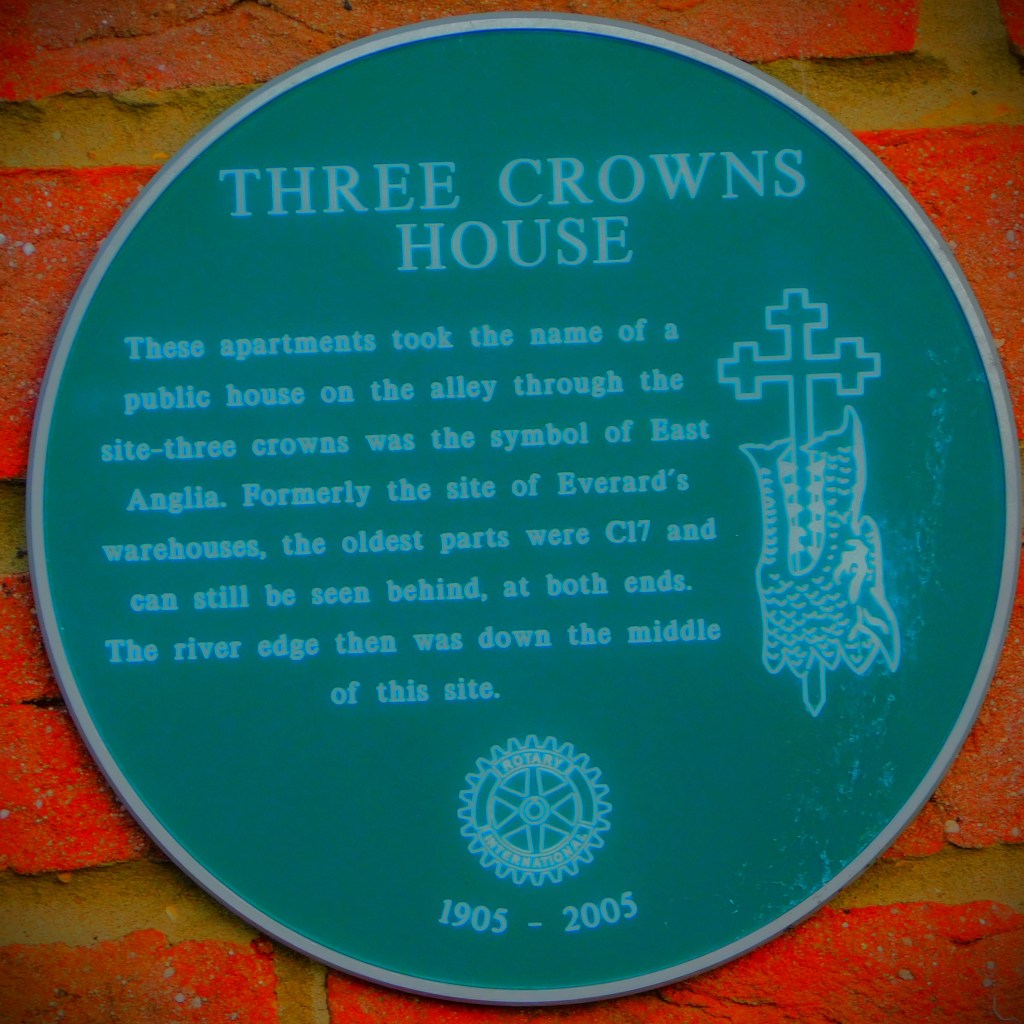 THREE CROWNS
HOUSE
These apartments took the name of a
public house on the alley through the
site-three crowns was the symbol of East
Anglia. Formerly the site of Everard's
warehouses, the oldest parts were C17 and
can still be seen behind, at both ends.
The river edge then was down the middle
of this site.
ROTARY
INTERNATIONAL
1905 - 2005